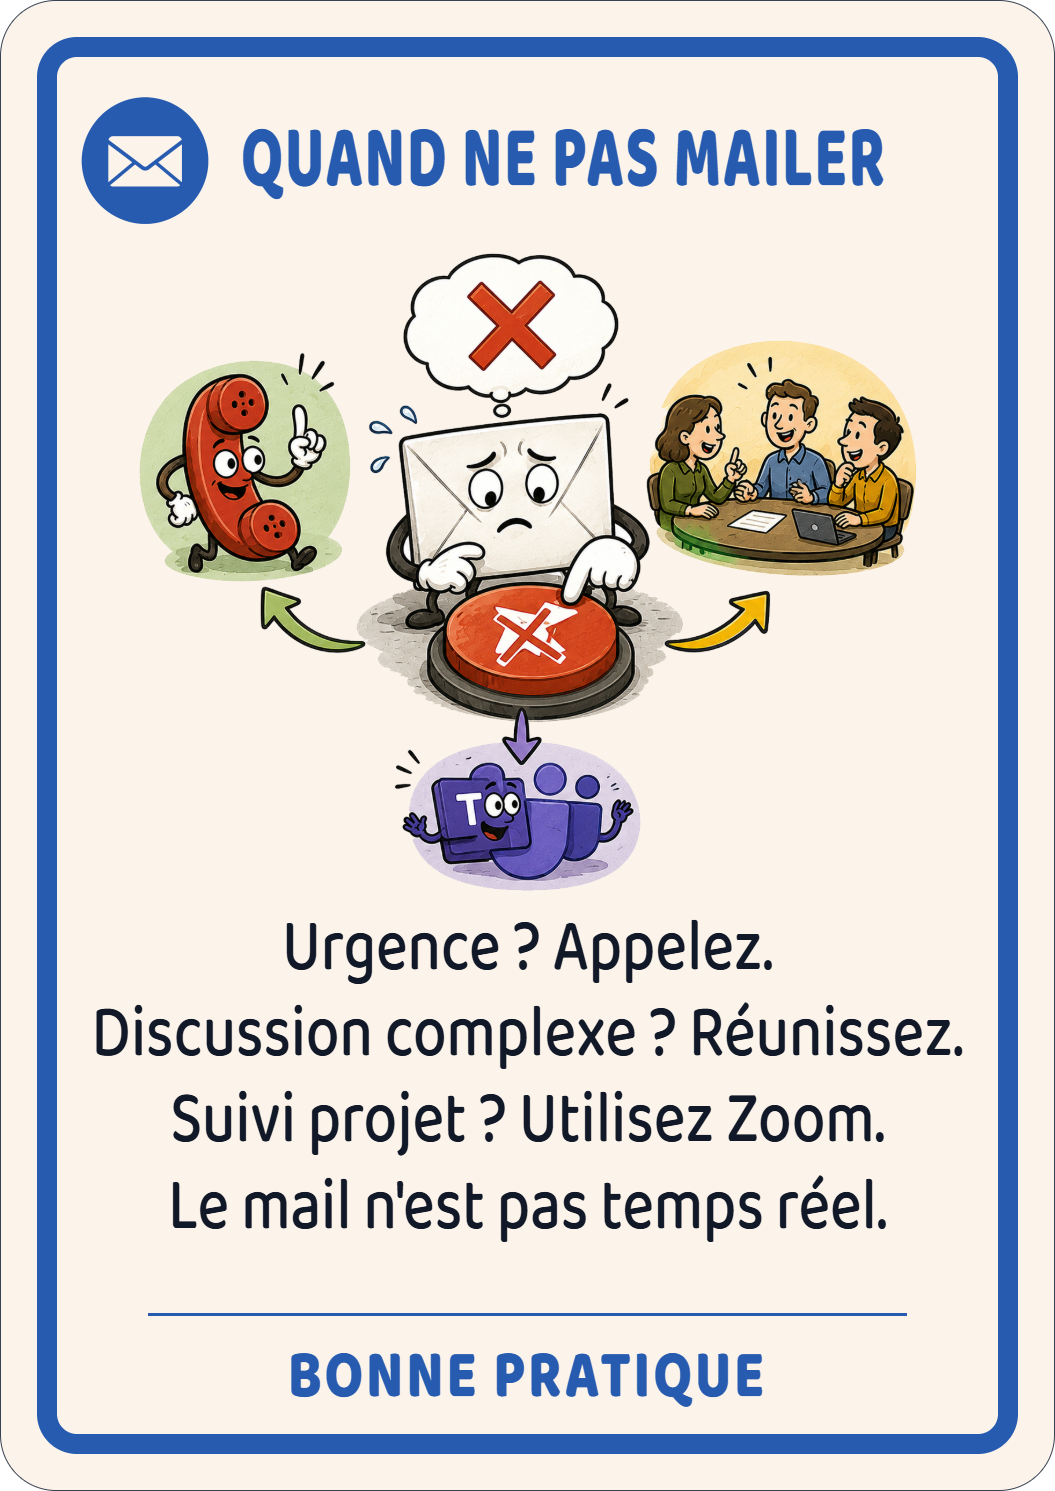 QUAND NE PAS MAILER
T
Urgence ? Appelez.
Discussion complexe ? Réunissez.
Suivi projet ? Utilisez Zoom.
Le mail n'est pas temps réel.
BONNE PRATIQUE